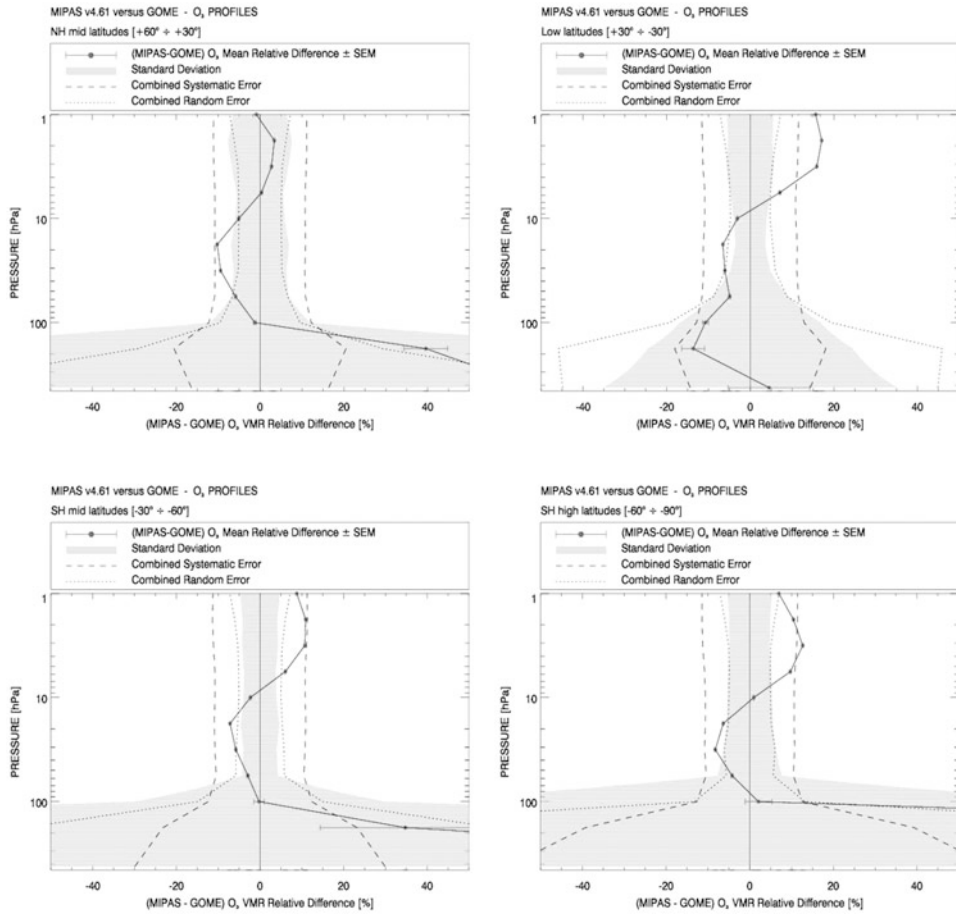 MIPAS v4.61 versus GOME - O₃ PROFILES
NH mid latitudes [+60° ÷ +30°]
(MIPAS-GOME) O₃ Mean Relative Difference ± SEM
Standard Deviation
Combined Systematic Error
Combined Random Error
1
10
100
PRESSURE [hPa]
-40 -20 0 20 40
(MIPAS - GOME) O₃ VMR Relative Difference [%]
MIPAS v4.61 versus GOME - O₃ PROFILES
Low latitudes [+30° ÷ -30°]
(MIPAS-GOME) O₃ Mean Relative Difference ± SEM
Standard Deviation
Combined Systematic Error
Combined Random Error
1
10
100
PRESSURE [hPa]
-40 -20 0 20 40
(MIPAS - GOME) O₃ VMR Relative Difference [%]
MIPAS v4.61 versus GOME - O₃ PROFILES
SH mid latitudes [-30° ÷ -60°]
(MIPAS-GOME) O₃ Mean Relative Difference ± SEM
Standard Deviation
Combined Systematic Error
Combined Random Error
1
10
100
PRESSURE [hPa]
-40 -20 0 20 40
(MIPAS - GOME) O₃ VMR Relative Difference [%]
MIPAS v4.61 versus GOME - O₃ PROFILES
SH high latitudes [-60° ÷ -90°]
(MIPAS-GOME) O₃ Mean Relative Difference ± SEM
Standard Deviation
Combined Systematic Error
Combined Random Error
1
10
100
PRESSURE [hPa]
-40 -20 0 20 40
(MIPAS - GOME) O₃ VMR Relative Difference [%]